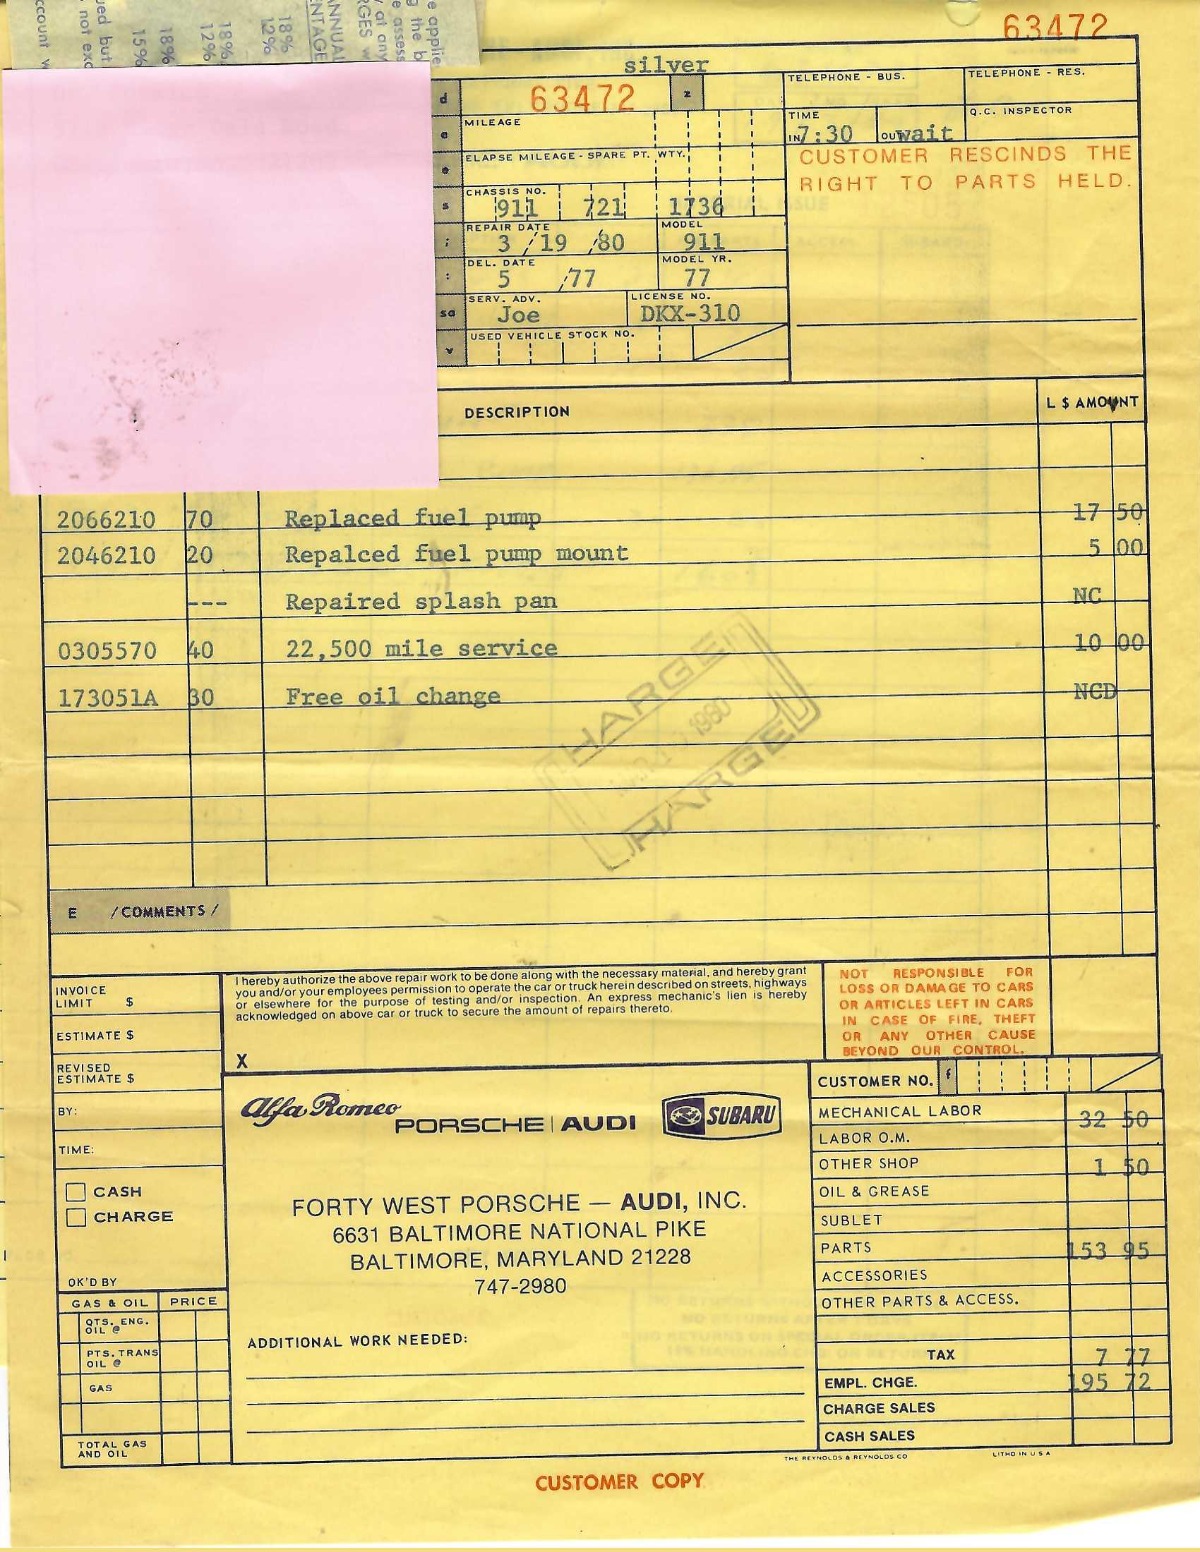 63472
silver
63472
z
TELEPHONE - BUS.
TELEPHONE - RES.
d
MILEAGE
TIME
IN 7:30
OU wait
Q.C. INSPECTOR
ELAPSE MILEAGE - SPARE PT. WTY.
CUSTOMER RESCINDS THE
RIGHT TO PARTS HELD.
s
CHASSIS NO.
911 721 1736
REPAIR DATE
MODEL
3 / 19 / 80
911
DEL. DATE
MODEL YR.
5 / 77
77
sa
SERV. ADV.
LICENSE NO.
Joe
DKX-310
v
USED VEHICLE STOCK NO.
DESCRIPTION
L $ AMOUNT
2066210 70 Replaced fuel pump 17 50
2046210 20 Repalced fuel pump mount 5 00
--- Repaired splash pan NC
0305570 40 22,500 mile service 10 00
173051A 30 Free oil change NCD
HARGE
1980
HARGE
E /COMMENTS/
INVOICE
LIMIT $
ESTIMATE $
REVISED
ESTIMATE $
BY:
TIME:
CASH
CHARGE
OK'D BY
GAS & OIL PRICE
QTS. ENG.
OIL @
PTS. TRANS
OIL @
GAS
TOTAL GAS
AND OIL
I hereby authorize the above repair work to be done along with the necessary material, and hereby grant
you and/or your employees permission to operate the car or truck herein described on streets, highways
or elsewhere for the purpose of testing and/or inspection. An express mechanic's lien is hereby
acknowledged on above car or truck to secure the amount of repairs thereto.
X
NOT RESPONSIBLE FOR
LOSS OR DAMAGE TO CARS
OR ARTICLES LEFT IN CARS
IN CASE OF FIRE, THEFT
OR ANY OTHER CAUSE
BEYOND OUR CONTROL.
Alfa Romeo
PORSCHE | AUDI
SUBARU
FORTY WEST PORSCHE — AUDI, INC.
6631 BALTIMORE NATIONAL PIKE
BALTIMORE, MARYLAND 21228
747-2980
ADDITIONAL WORK NEEDED:
CUSTOMER NO. f
MECHANICAL LABOR 32 50
LABOR O.M.
OTHER SHOP 1 50
OIL & GREASE
SUBLET
PARTS 153 95
ACCESSORIES
OTHER PARTS & ACCESS.
TAX 7 77
EMPL. CHGE. 195 72
CHARGE SALES
CASH SALES
THE REYNOLDS & REYNOLDS CO
LITHO IN U S A
CUSTOMER COPY